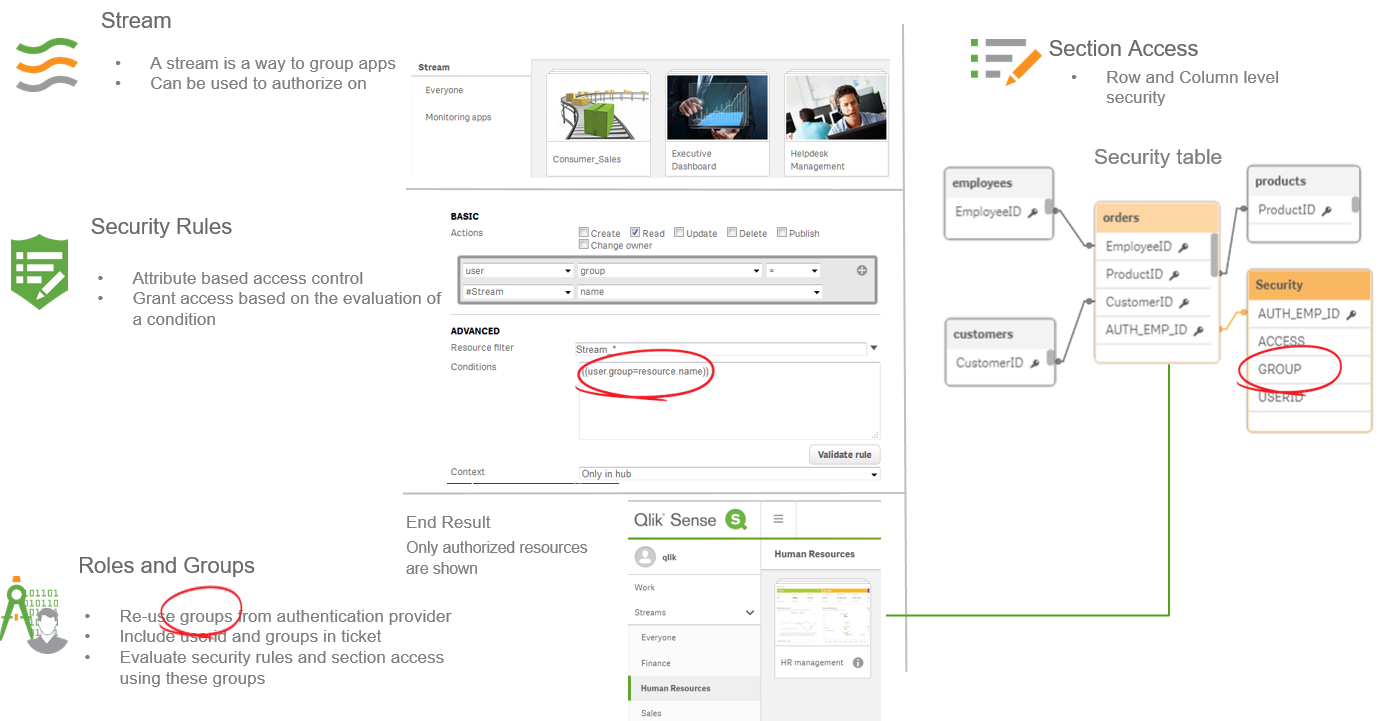 Stream
• A stream is a way to group apps
• Can be used to authorize on
Stream
Everyone
Monitoring apps
Consumer_Sales
Executive
Dashboard
Helpdesk
Management
Security Rules
• Attribute based access control
• Grant access based on the evaluation of
a condition
BASIC
Actions
Create Read Update Delete Publish
Change owner
user group =
#Stream name
ADVANCED
Resource filter
Stream_*
Conditions
((user.group=resource.name))
Validate rule
Context
Only in hub
End Result
Only authorized resources
are shown
Qlik Sense
qlik
Work
Streams
Everyone
Finance
Human Resources
Sales
Human Resources
HR management
Roles and Groups
• Re-use groups from authentication provider
• Include userid and groups in ticket
• Evaluate security rules and section access
using these groups
Section Access
• Row and Column level
security
Security table
employees
EmployeeID
customers
CustomerID
orders
EmployeeID
ProductID
CustomerID
AUTH_EMP_ID
products
ProductID
Security
AUTH_EMP_ID
ACCESS
GROUP
USERID